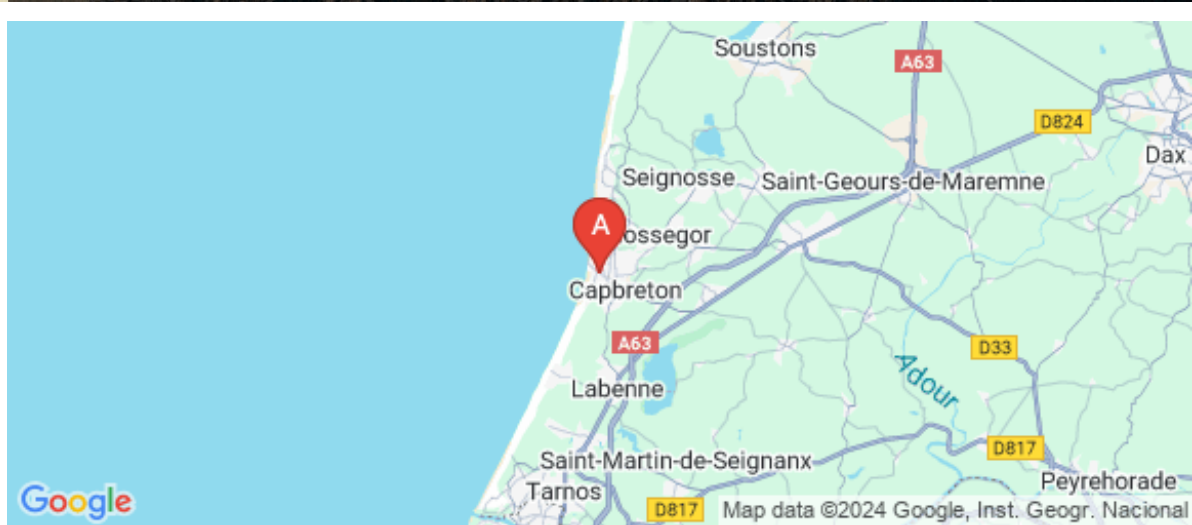 Soustons
A63
D824
Dax
Seignosse
Saint-Geours-de-Maremne
A
ossegor
Capbreton
A63
D33
Adour
Labenne
D817
Saint-Martin-de-Seignanx
Peyrehorade
Tarnos
D817
Google
Map data ©2024 Google, Inst. Geogr. Nacional